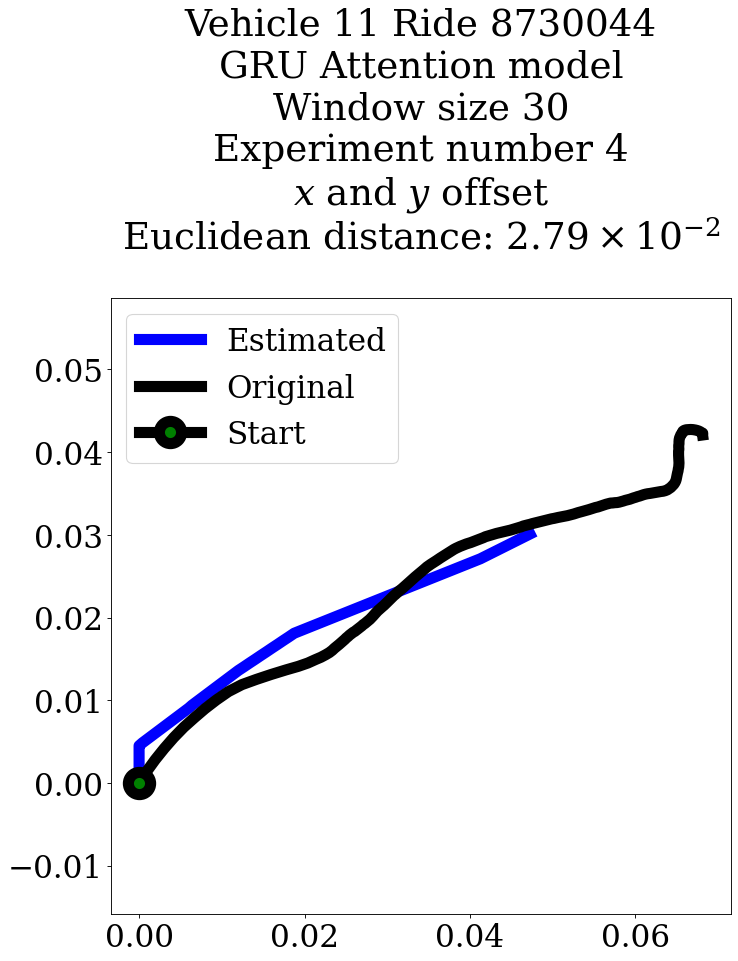 Vehicle 11 Ride 8730044
GRU Attention model
Window size 30
Experiment number 4
x and y offset
Euclidean distance: 2.79 × 10⁻²
Estimated
Original
Start
0.05
0.04
0.03
0.02
0.01
0.00
−0.01
0.00 0.02 0.04 0.06